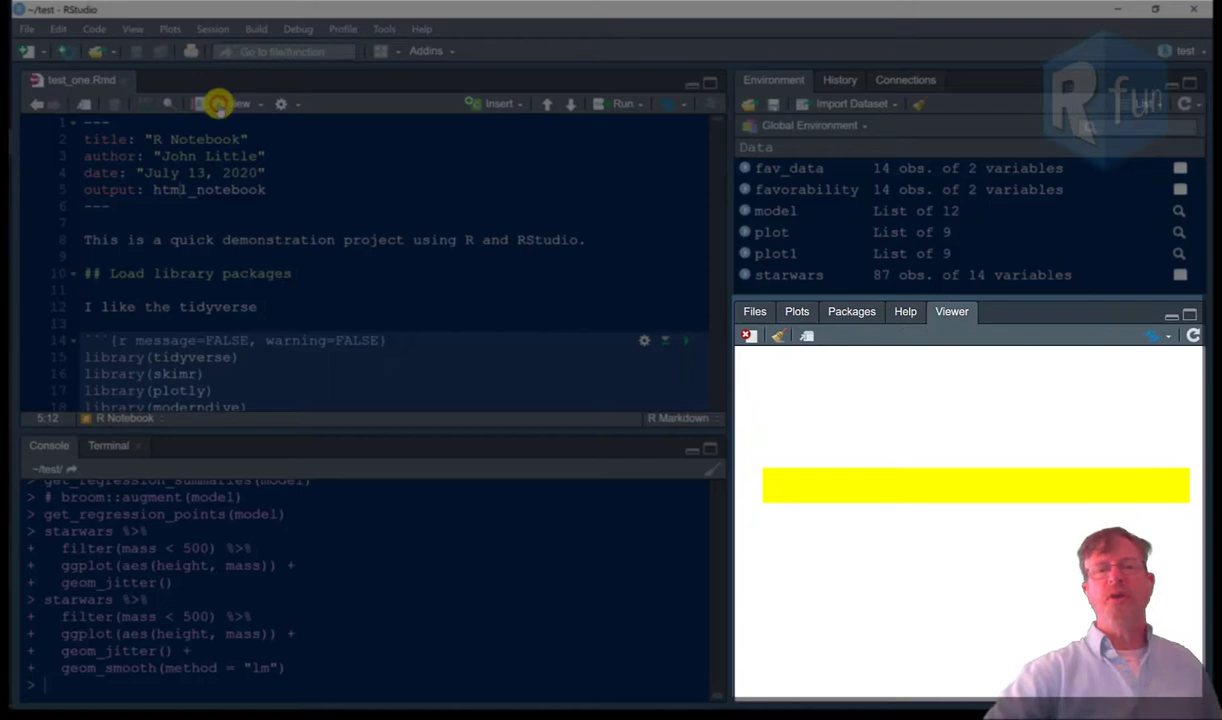 ~/test - RStudio
File Edit Code View Plots Session Build Debug Profile Tools Help
Go to file/function Addins test
test_one.Rmd
Insert Run
1 ---
2 title: "R Notebook"
3 author: "John Little"
4 date: "July 13, 2020"
5 output: html_notebook
6 ---
7
8 This is a quick demonstration project using R and RStudio.
9
10 ## Load library packages
11
12 I like the tidyverse
13
14 ```{r message=FALSE, warning=FALSE}
15 library(tidyverse)
16 library(skimr)
17 library(plotly)
18 library(moderndive)
5:12 R Notebook R Markdown
Console Terminal
~/test/
get_regression_summaries(model)
> # broom::augment(model)
> get_regression_points(model)
> starwars %>%
+ filter(mass < 500) %>%
+ ggplot(aes(height, mass)) +
+ geom_jitter()
> starwars %>%
+ filter(mass < 500) %>%
+ ggplot(aes(height, mass)) +
+ geom_jitter() +
+ geom_smooth(method = "lm")
>
Environment History Connections
Import Dataset
Global Environment
R fun
Data
fav_data 14 obs. of 2 variables
favorability 14 obs. of 2 variables
model List of 12
plot List of 9
plot1 List of 9
starwars 87 obs. of 14 variables
Files Plots Packages Help Viewer